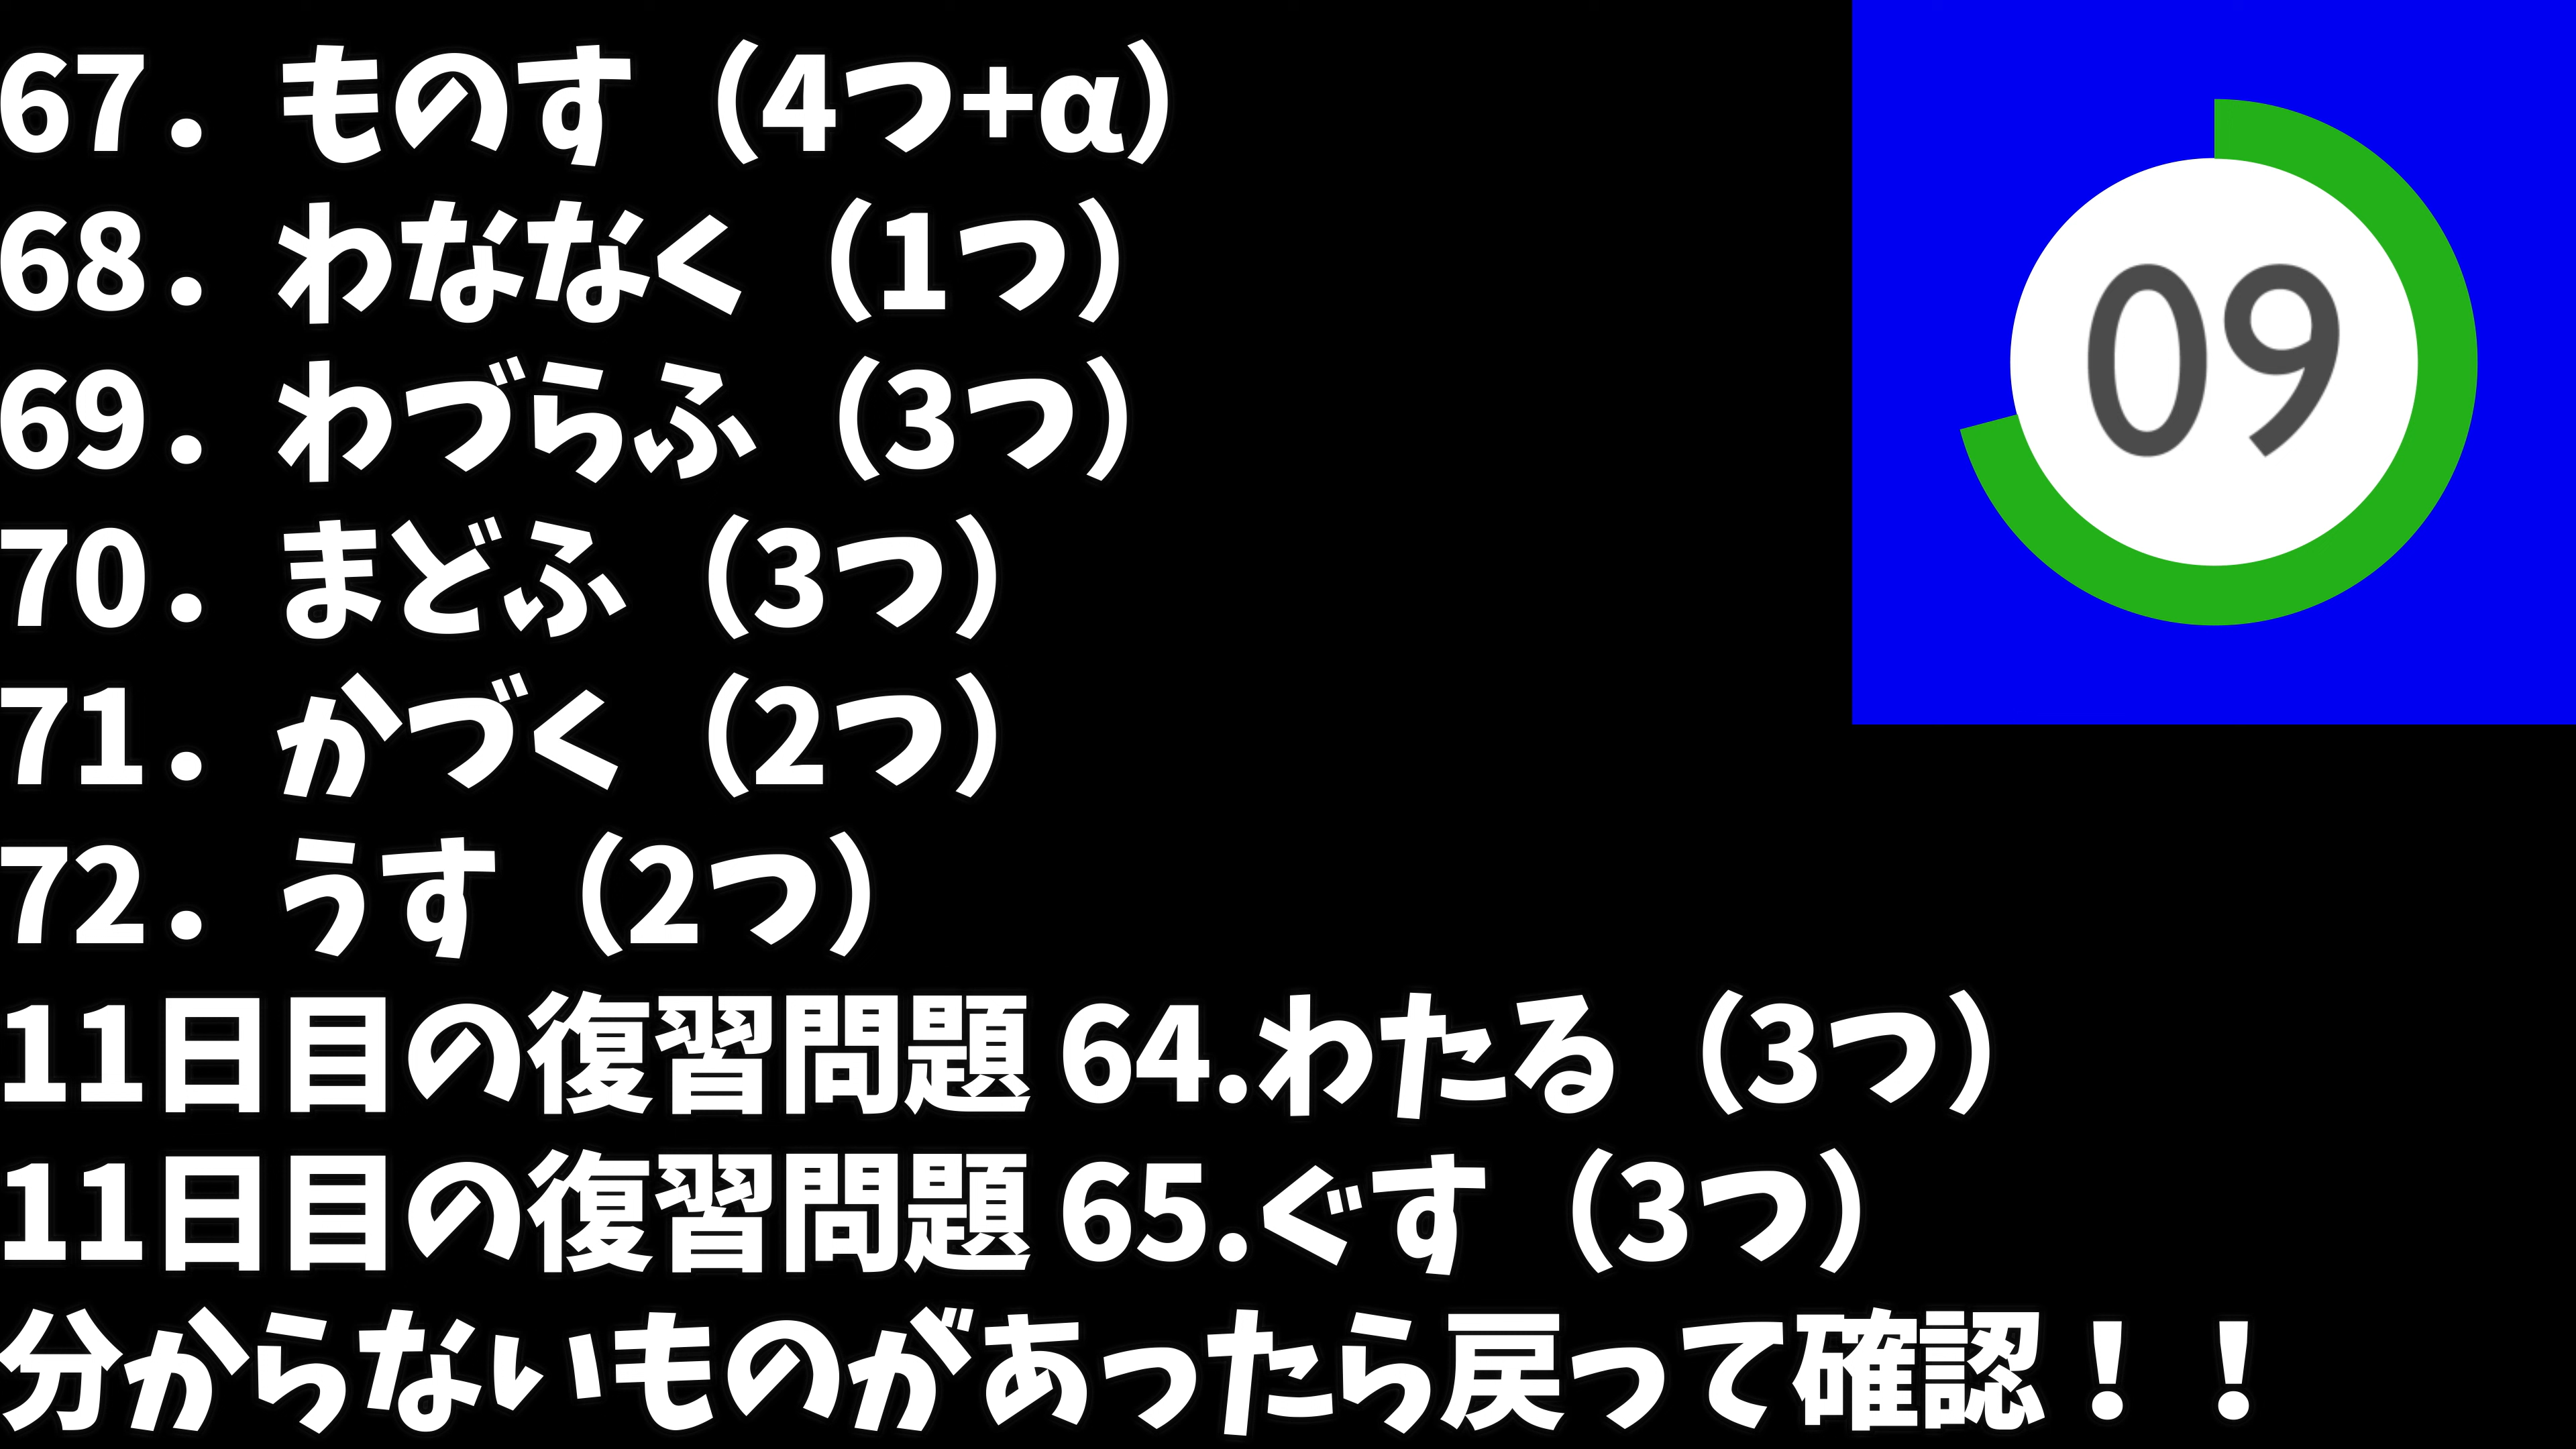 67．ものす（4つ+α）
68．わななく（1つ）
69．わづらふ（3つ）
70．まどふ（3つ）
71．かづく（2つ）
72．うす（2つ）
11日目の復習問題 64.わたる（3つ）
11日目の復習問題 65.ぐす（3つ）
分からないものがあったら戻って確認！！
09